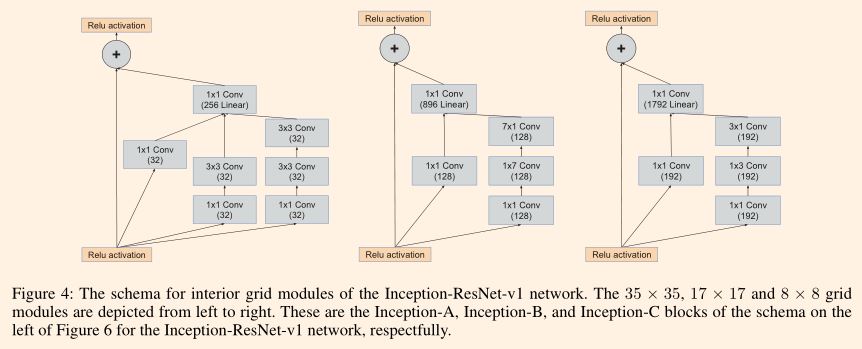 Relu activation
+
1x1 Conv
(256 Linear)
3x3 Conv
(32)
1x1 Conv
(32)
3x3 Conv
(32)
3x3 Conv
(32)
1x1 Conv
(32)
1x1 Conv
(32)
Relu activation
Relu activation
+
1x1 Conv
(896 Linear)
7x1 Conv
(128)
1x1 Conv
(128)
1x7 Conv
(128)
1x1 Conv
(128)
Relu activation
Relu activation
+
1x1 Conv
(1792 Linear)
3x1 Conv
(192)
1x1 Conv
(192)
1x3 Conv
(192)
1x1 Conv
(192)
Relu activation
Figure 4: The schema for interior grid modules of the Inception-ResNet-v1 network. The 35 × 35, 17 × 17 and 8 × 8 grid
modules are depicted from left to right. These are the Inception-A, Inception-B, and Inception-C blocks of the schema on the
left of Figure 6 for the Inception-ResNet-v1 network, respectfully.